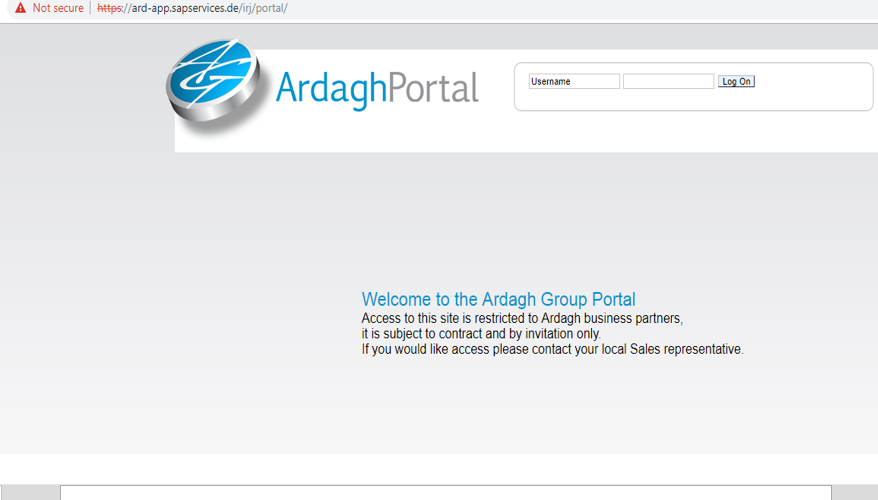 Not secure | https://ard-app.sapservices.de/irj/portal/
ArdaghPortal
Username
Log On
Welcome to the Ardagh Group Portal
Access to this site is restricted to Ardagh business partners,
it is subject to contract and by invitation only.
If you would like access please contact your local Sales representative.